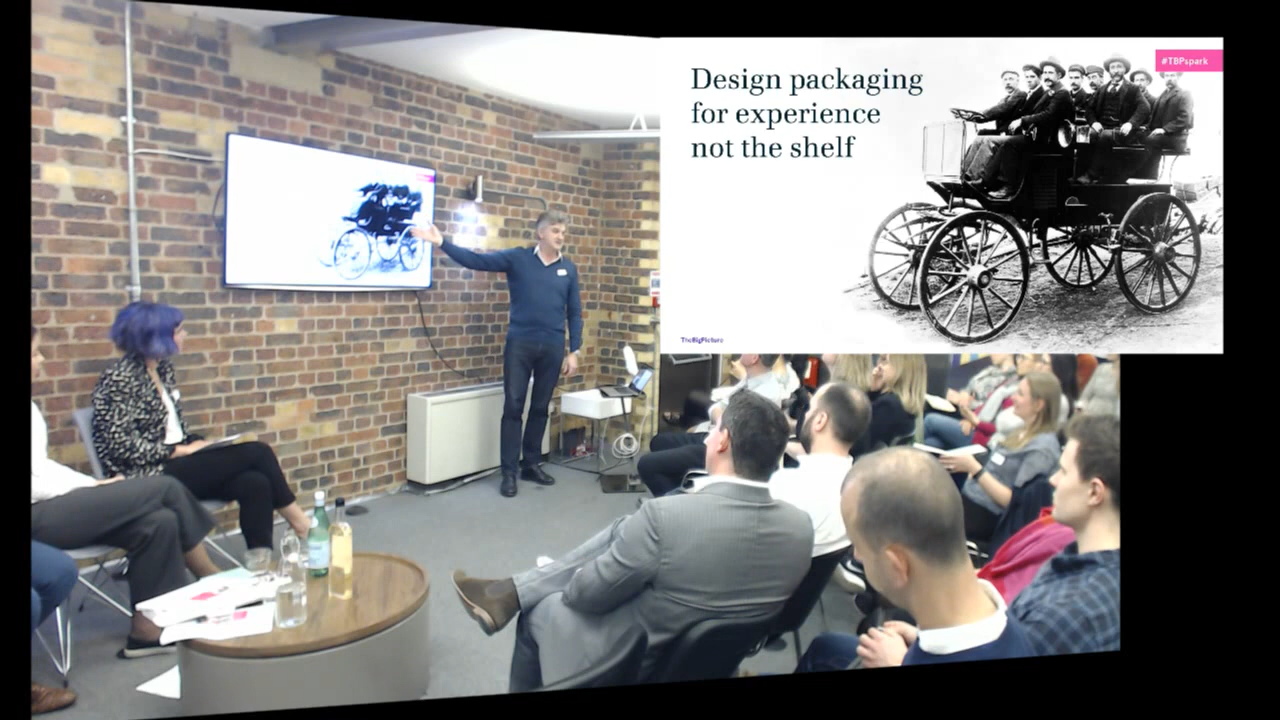 Design packaging
for experience
not the shelf
#TBPspark
TheBigPicture